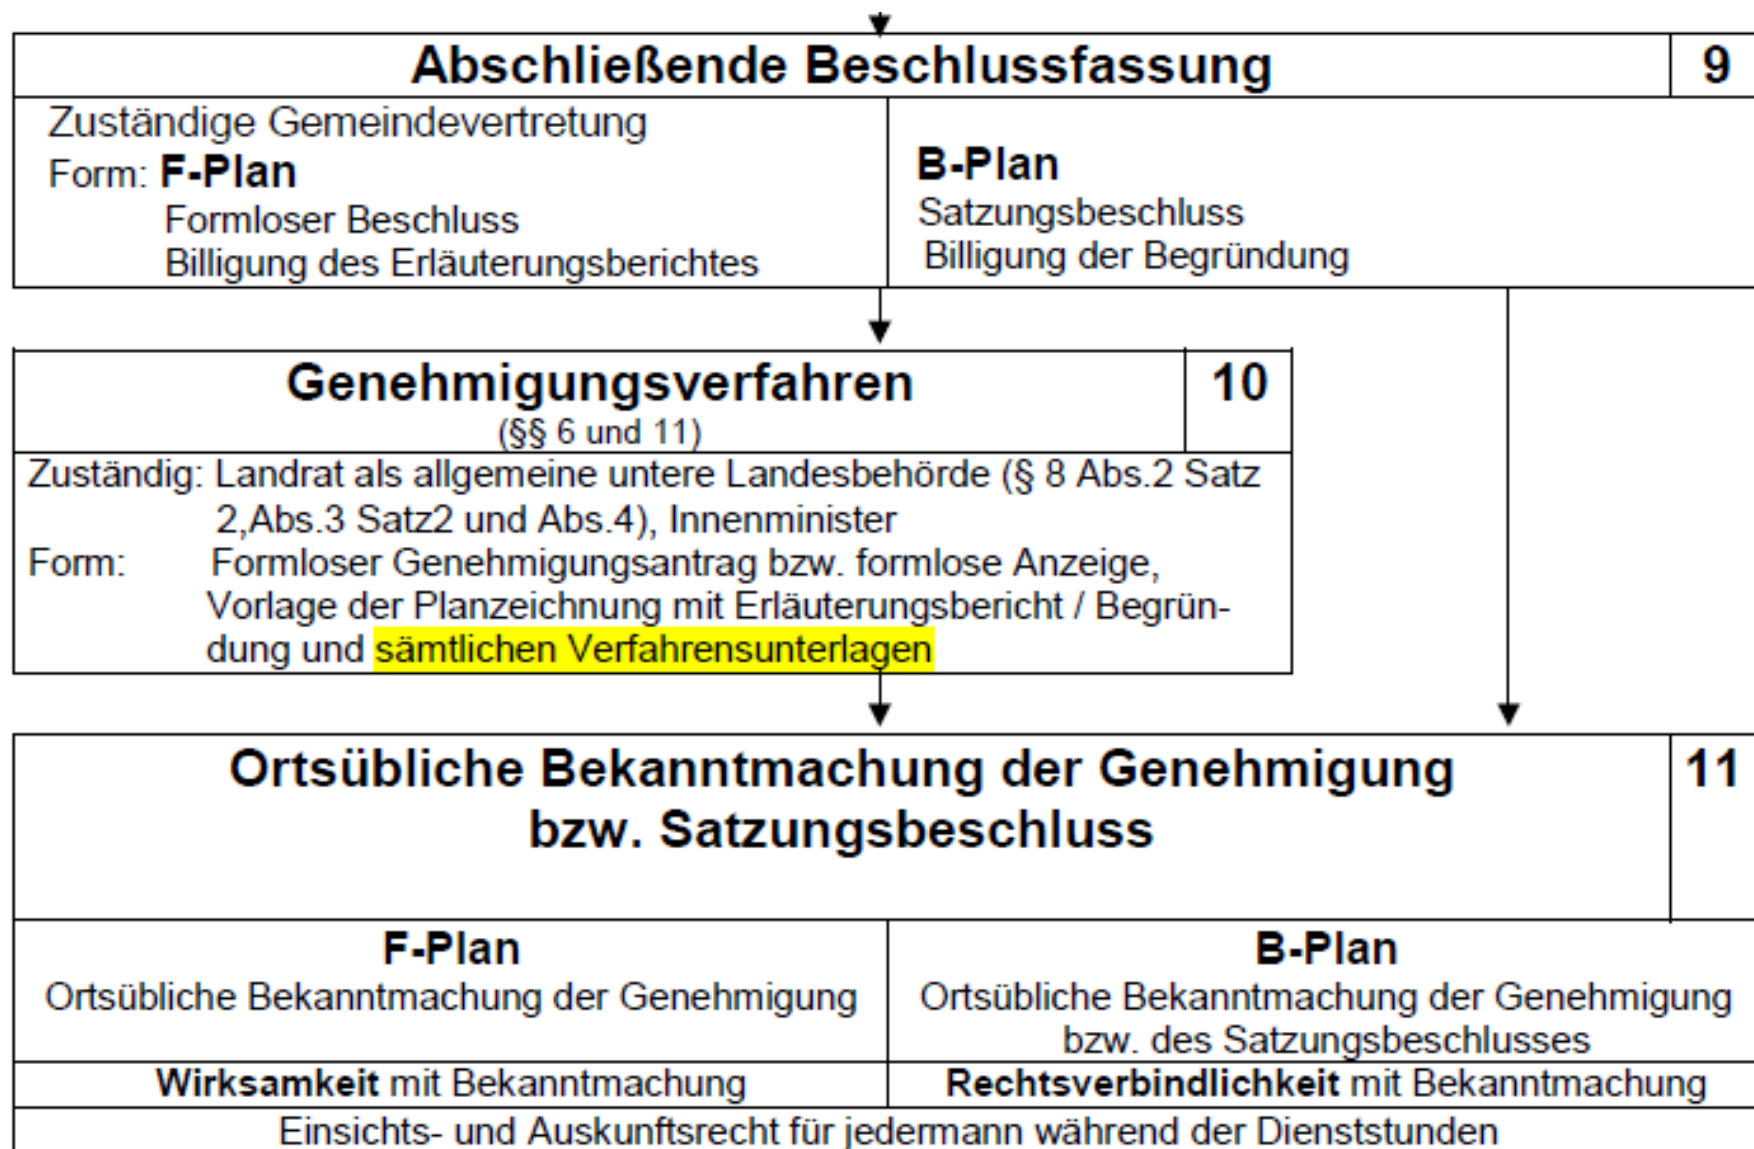 Abschließende Beschlussfassung
9
Zuständige Gemeindevertretung
Form: F-Plan
Formloser Beschluss
Billigung des Erläuterungsberichtes
B-Plan
Satzungsbeschluss
Billigung der Begründung
Genehmigungsverfahren
10
(§§ 6 und 11)
Zuständig: Landrat als allgemeine untere Landesbehörde (§ 8 Abs.2 Satz
2,Abs.3 Satz2 und Abs.4), Innenminister
Form: Formloser Genehmigungsantrag bzw. formlose Anzeige,
Vorlage der Planzeichnung mit Erläuterungsbericht / Begrün-
dung und sämtlichen Verfahrensunterlagen
Ortsübliche Bekanntmachung der Genehmigung
11
bzw. Satzungsbeschluss
F-Plan
Ortsübliche Bekanntmachung der Genehmigung
B-Plan
Ortsübliche Bekanntmachung der Genehmigung
bzw. des Satzungsbeschlusses
Wirksamkeit mit Bekanntmachung
Rechtsverbindlichkeit mit Bekanntmachung
Einsichts- und Auskunftsrecht für jedermann während der Dienststunden